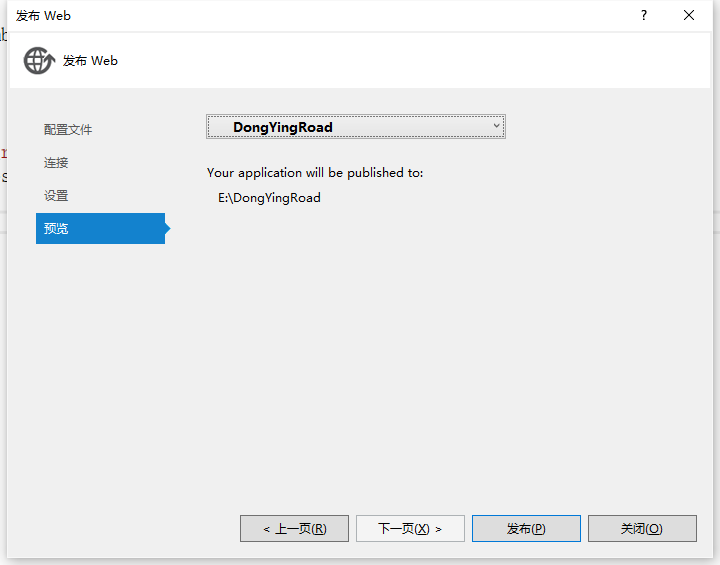 发布 Web
?
发布 Web
配置文件
连接
设置
预览
DongYingRoad
Your application will be published to:
E:\DongYingRoad
< 上一页(R)
下一页(X) >
发布(P)
关闭(O)